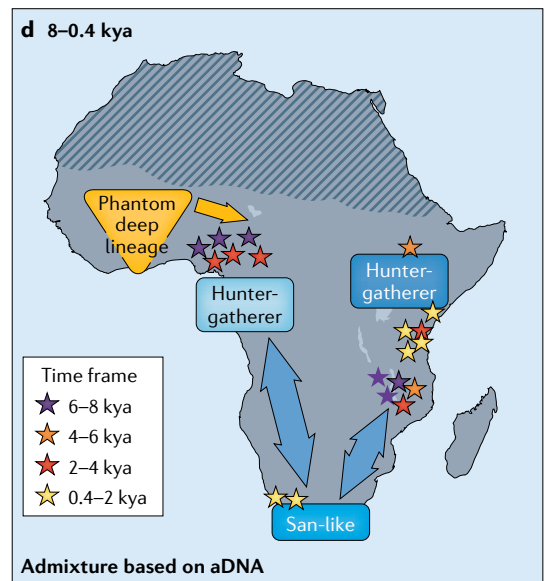 d 8–0.4 kya
Phantom
deep
lineage
Hunter-
gatherer
Hunter-
gatherer
Time frame
6–8 kya
4–6 kya
2–4 kya
0.4–2 kya
San-like
Admixture based on aDNA